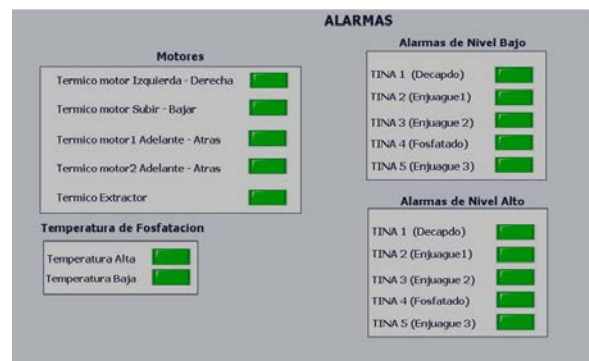 ALARMAS
Motores
Termico motor Izquierda - Derecha
Termico motor Subir - Bajar
Termico motor1 Adelante - Atras
Termico motor2 Adelante - Atras
Termico Extractor
Temperatura de Fosfatacion
Temperatura Alta
Temperatura Baja
Alarmas de Nivel Bajo
TINA 1 (Decapdo)
TINA 2 (Enjuague1)
TINA 3 (Enjuague 2)
TINA 4 (Fosfatado)
TINA 5 (Enjuague 3)
Alarmas de Nivel Alto
TINA 1 (Decapdo)
TINA 2 (Enjuague1)
TINA 3 (Enjuague 2)
TINA 4 (Fosfatado)
TINA 5 (Enjuague 3)